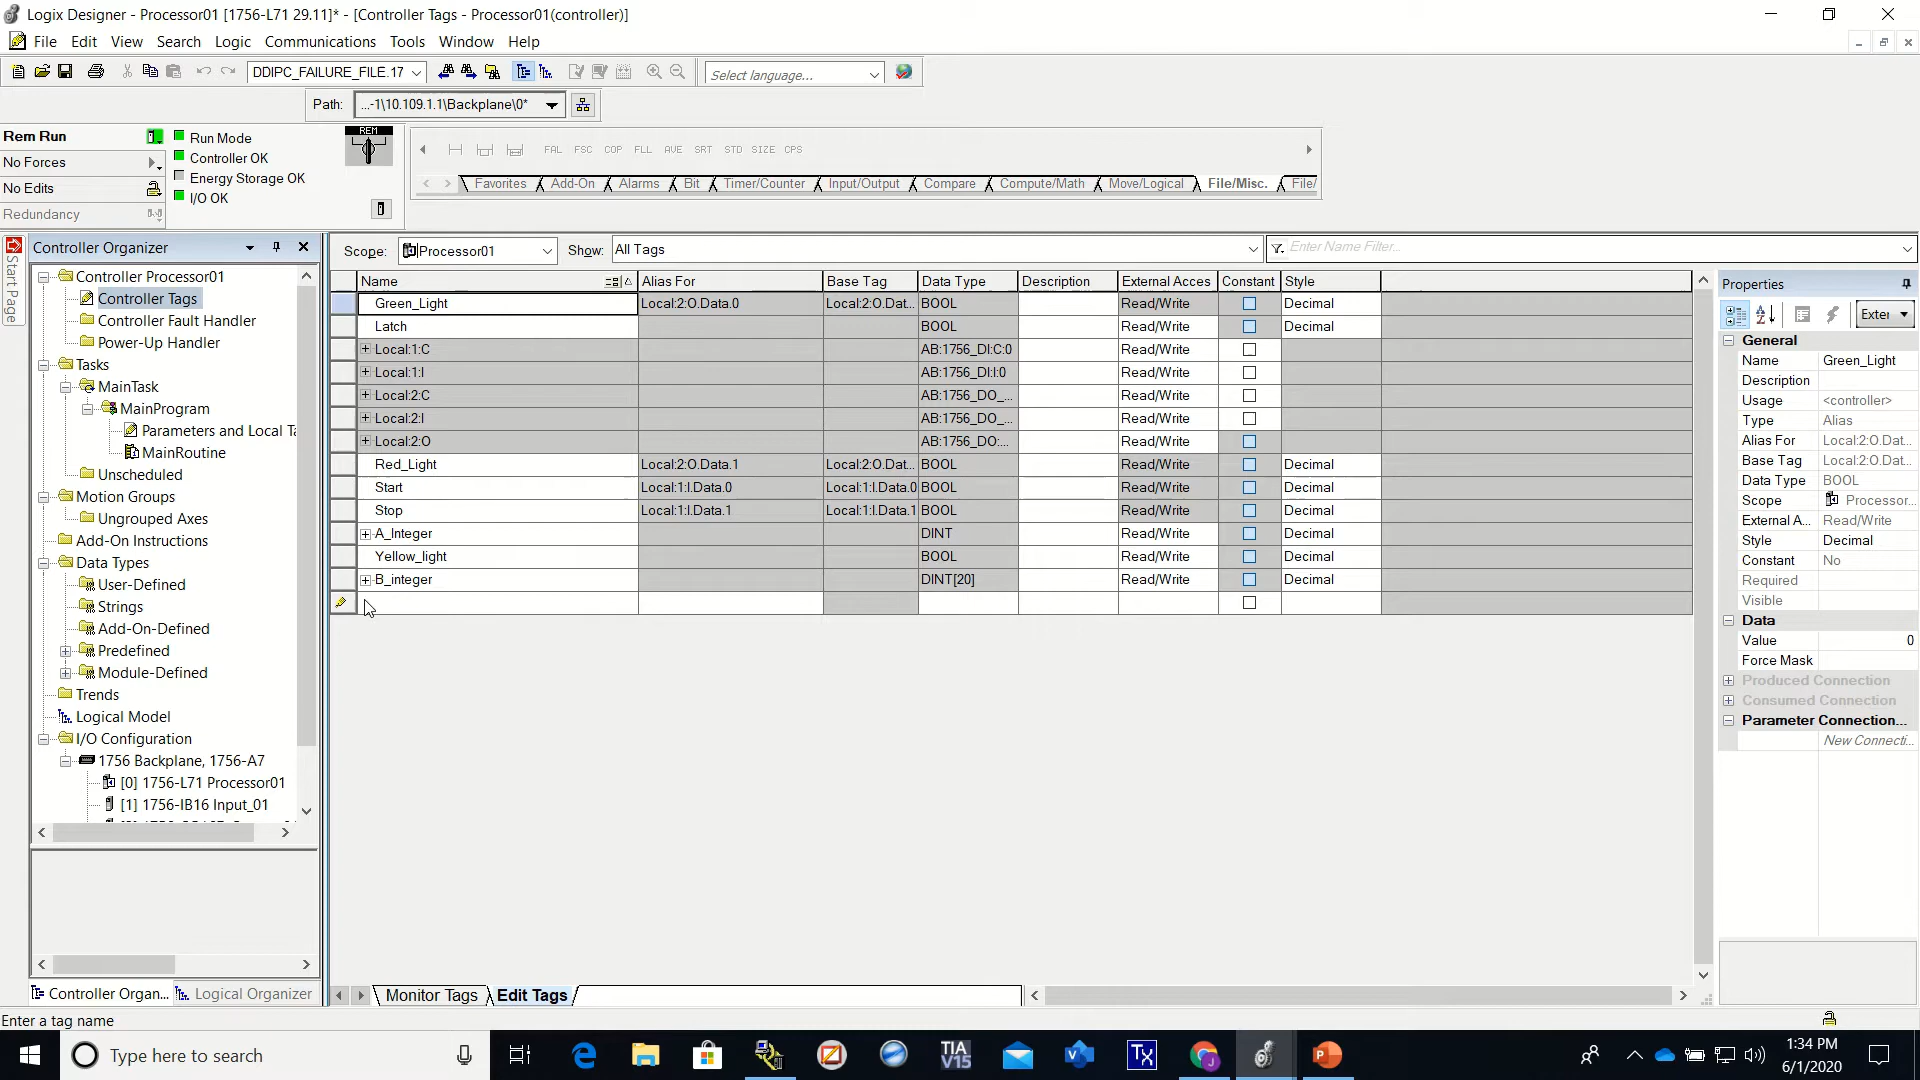 Logix Designer - Processor01 [1756-L71 29.11]* - [Controller Tags - Processor01(controller)]
File Edit View Search Logic Communications Tools Window Help
DDIPC_FAILURE_FILE.17 Select language...
Path: ...-1\10.109.1.1\Backplane\0*
Rem Run
No Forces
No Edits
Redundancy
Run Mode
Controller OK
Energy Storage OK
I/O OK
REM
FAL FSC COP FLL AVE SRT STD SIZE CPS
Favorites Add-On Alarms Bit Timer/Counter Input/Output Compare Compute/Math Move/Logical File/Misc. File/
Start Page
Controller Organizer
Controller Processor01
Controller Tags
Controller Fault Handler
Power-Up Handler
Tasks
MainTask
MainProgram
Parameters and Local Ta
MainRoutine
Unscheduled
Motion Groups
Ungrouped Axes
Add-On Instructions
Data Types
User-Defined
Strings
Add-On-Defined
Predefined
Module-Defined
Trends
Logical Model
I/O Configuration
1756 Backplane, 1756-A7
[0] 1756-L71 Processor01
[1] 1756-IB16 Input_01
Controller Organ... Logical Organizer
Scope: Processor01 Show: All Tags Enter Name Filter...
Name Alias For Base Tag Data Type Description External Acces Constant Style
Green_Light Local:2:O.Data.0 Local:2:O.Dat... BOOL Read/Write Decimal
Latch BOOL Read/Write Decimal
Local:1:C AB:1756_DI:C:0 Read/Write
Local:1:I AB:1756_DI:I:0 Read/Write
Local:2:C AB:1756_DO_... Read/Write
Local:2:I AB:1756_DO_... Read/Write
Local:2:O AB:1756_DO:... Read/Write
Red_Light Local:2:O.Data.1 Local:2:O.Dat... BOOL Read/Write Decimal
Start Local:1:I.Data.0 Local:1:I.Data.0 BOOL Read/Write Decimal
Stop Local:1:I.Data.1 Local:1:I.Data.1 BOOL Read/Write Decimal
A_Integer DINT Read/Write Decimal
Yellow_light BOOL Read/Write Decimal
B_integer DINT[20] Read/Write Decimal
Monitor Tags Edit Tags
Properties
Exter
General
Name Green_Light
Description
Usage <controller>
Type Alias
Alias For Local:2:O.Dat...
Base Tag Local:2:O.Dat...
Data Type BOOL
Scope Processor...
External A... Read/Write
Style Decimal
Constant No
Required
Visible
Data
Value 0
Force Mask
Produced Connection
Consumed Connection
Parameter Connection...
New Connecti...
Enter a tag name
Type here to search
TIA
V15
TX
1:34 PM
6/1/2020